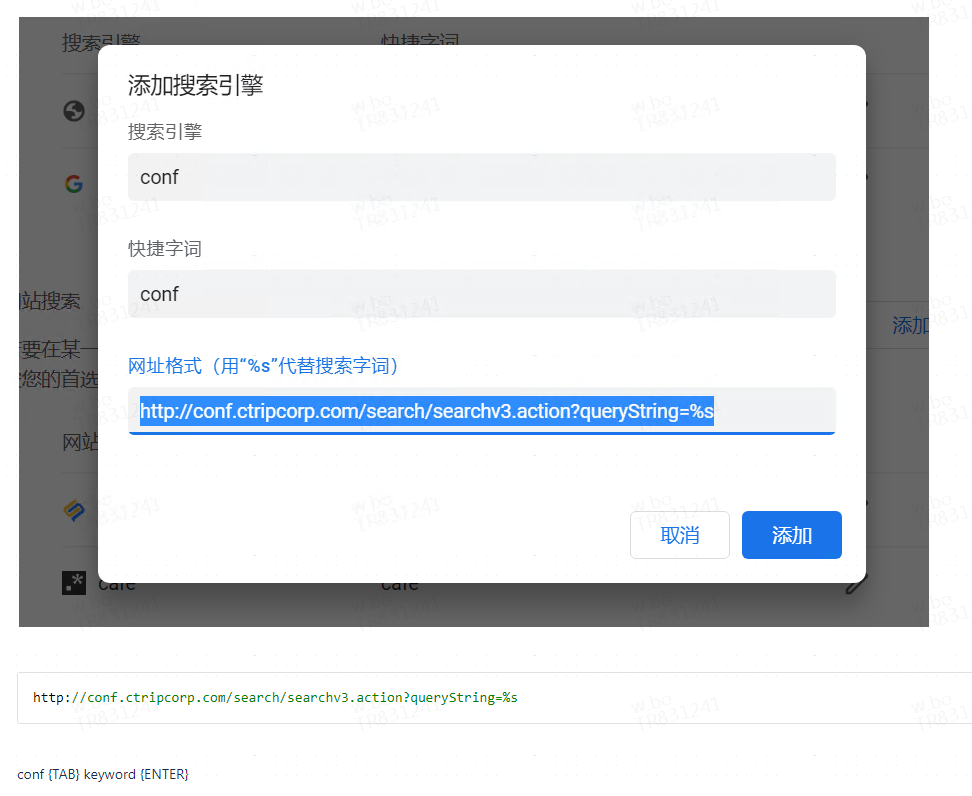 搜索引擎 快捷字词
添加搜索引擎
搜索引擎
conf
快捷字词
conf
站搜索
添加
要在某一
您的首选
网址格式（用“%s”代替搜索字词）
http://conf.ctripcorp.com/search/searchv3.action?queryString=%s
网站
取消 添加
cafe cafe
http://conf.ctripcorp.com/search/searchv3.action?queryString=%s
conf {TAB} keyword {ENTER}